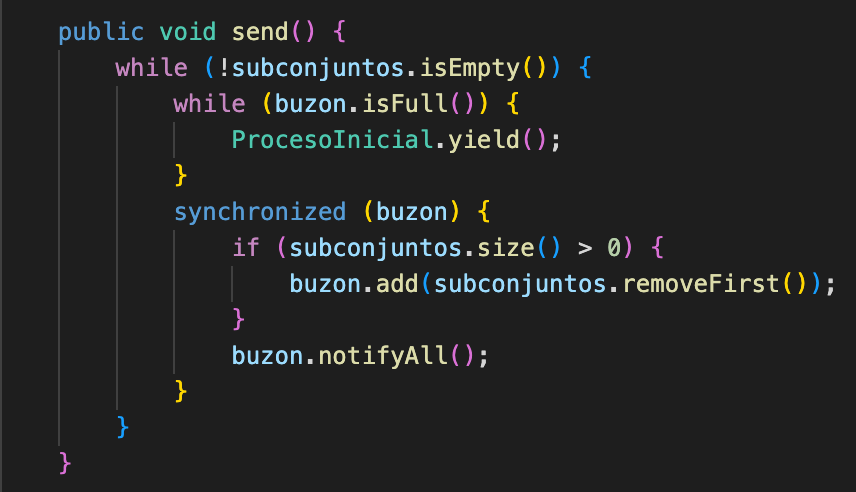 public void send() {
    while (!subconjuntos.isEmpty()) {
        while (buzon.isFull()) {
            ProcesoInicial.yield();
        }
        synchronized (buzon) {
            if (subconjuntos.size() > 0) {
                buzon.add(subconjuntos.removeFirst());
            }
            buzon.notifyAll();
        }
    }
}